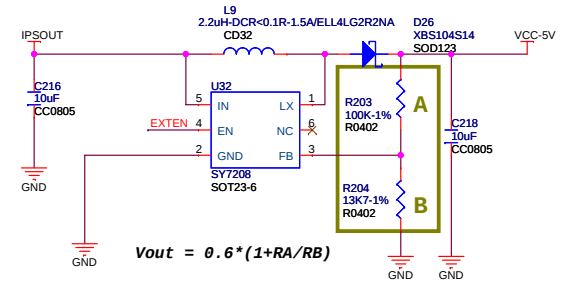 L9
2.2uH-DCR<0.1R-1.5A/ELL4LG2R2NA
CD32
D26
XBS104S14
SOD123
IPSOUT
VCC-5V
C216
10uF
CC0805
U32
5 IN LX 1
EXTEN 4 EN NC 6
2 GND FB 3
SY7208
SOT23-6
R203
100K-1%
R0402
A
C218
10uF
CC0805
R204
13K7-1%
R0402
B
GND
GND
GND
GND
Vout = 0.6*(1+RA/RB)